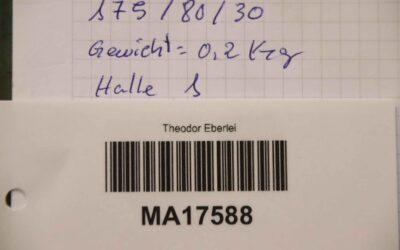 175/80/30
Gewicht = 0,2 Kg
Halle 1
Theodor Eberlei
MA17588